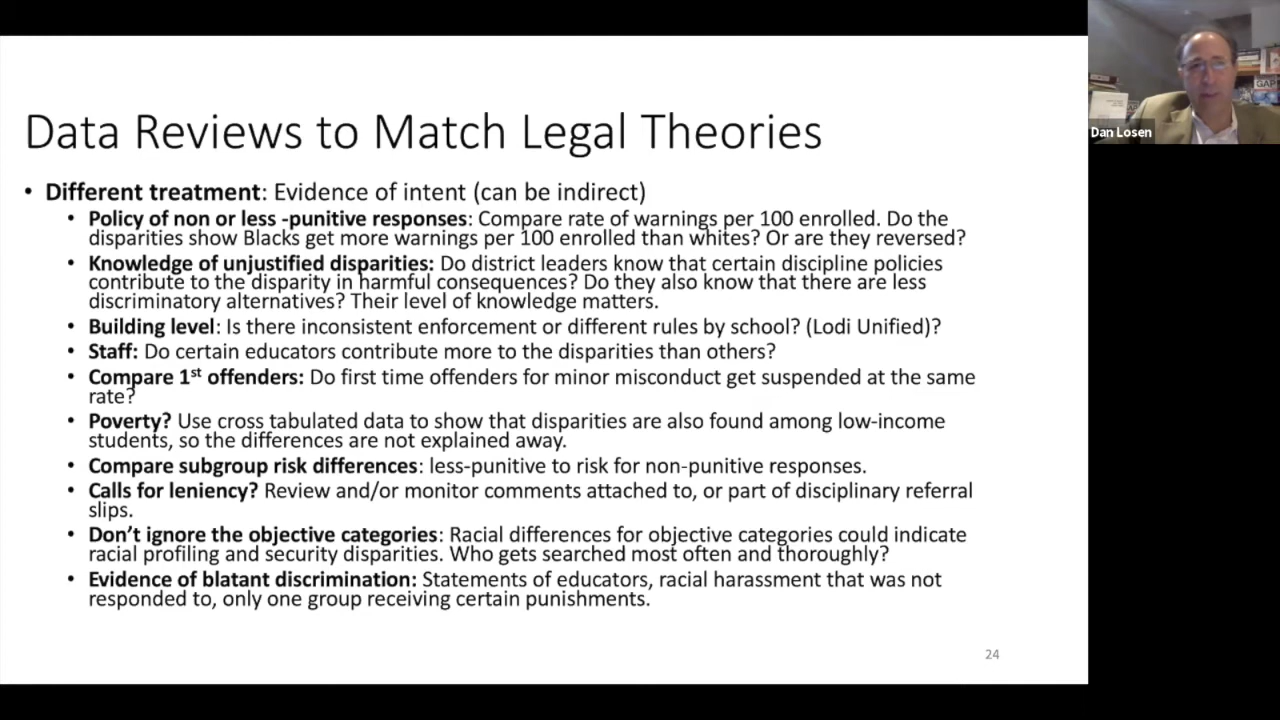 Data Reviews to Match Legal Theories
• Different treatment: Evidence of intent (can be indirect)
• Policy of non or less -punitive responses: Compare rate of warnings per 100 enrolled. Do the
disparities show Blacks get more warnings per 100 enrolled than whites? Or are they reversed?
• Knowledge of unjustified disparities: Do district leaders know that certain discipline policies
contribute to the disparity in harmful consequences? Do they also know that there are less
discriminatory alternatives? Their level of knowledge matters.
• Building level: Is there inconsistent enforcement or different rules by school? (Lodi Unified)?
• Staff: Do certain educators contribute more to the disparities than others?
• Compare 1st offenders: Do first time offenders for minor misconduct get suspended at the same
rate?
• Poverty? Use cross tabulated data to show that disparities are also found among low-income
students, so the differences are not explained away.
• Compare subgroup risk differences: less-punitive to risk for non-punitive responses.
• Calls for leniency? Review and/or monitor comments attached to, or part of disciplinary referral
slips.
• Don’t ignore the objective categories: Racial differences for objective categories could indicate
racial profiling and security disparities. Who gets searched most often and thoroughly?
• Evidence of blatant discrimination: Statements of educators, racial harassment that was not
responded to, only one group receiving certain punishments.
24
GAP
Dan Losen